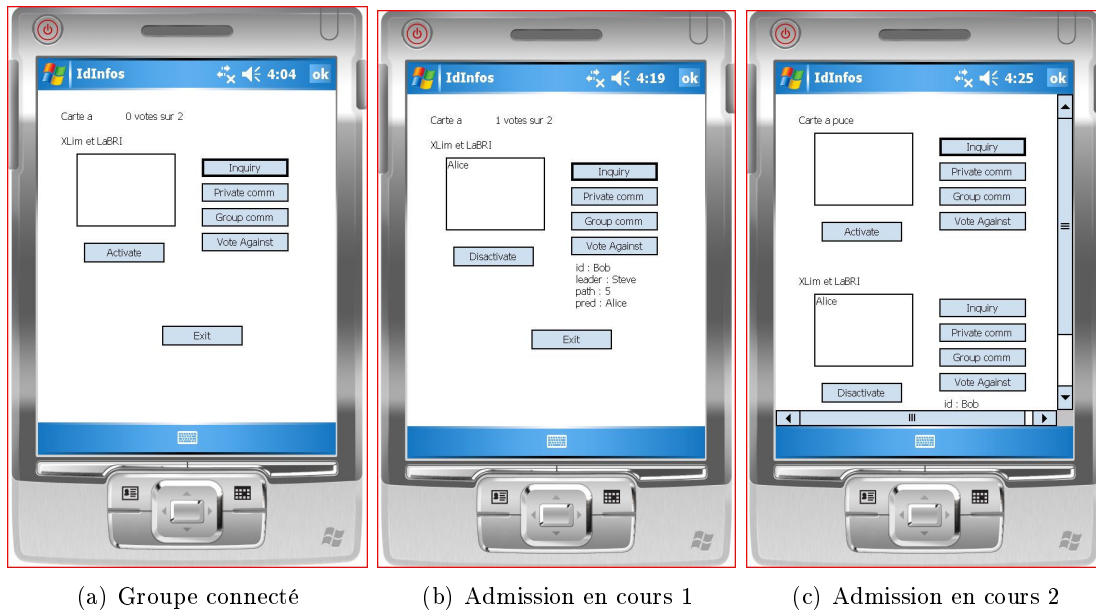 IdInfos 4:04 ok
Carte a 0 votes sur 2
XLim et LaBRI
Inquiry
Private comm
Group comm
Vote Against
Activate
Exit
(a) Groupe connecté
IdInfos 4:19 ok
Carte a 1 votes sur 2
XLim et LaBRI
Alice
Inquiry
Private comm
Group comm
Vote Against
Disactivate
id : Bob
leader : Steve
path : 5
pred : Alice
Exit
(b) Admission en cours 1
IdInfos 4:25 ok
Carte a puce
Inquiry
Private comm
Group comm
Vote Against
Activate
XLim et LaBRI
Alice
Inquiry
Private comm
Group comm
Vote Against
Disactivate
id : Bob
(c) Admission en cours 2